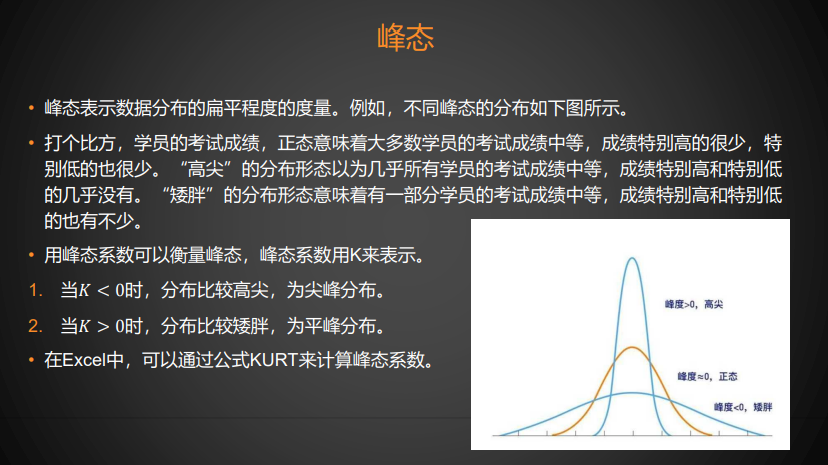 峰态
• 峰态表示数据分布的扁平程度的度量。例如，不同峰态的分布如下图所示。
• 打个比方，学员的考试成绩，正态意味着大多数学员的考试成绩中等，成绩特别高的很少，特
别低的也很少。“高尖”的分布形态以为几乎所有学员的考试成绩中等，成绩特别高和特别低
的几乎没有。“矮胖”的分布形态意味着有一部分学员的考试成绩中等，成绩特别高和特别低
的也有不少。
• 用峰态系数可以衡量峰态，峰态系数用K来表示。
1. 当K < 0时，分布比较高尖，为尖峰分布。
2. 当K > 0时，分布比较矮胖，为平峰分布。
• 在Excel中，可以通过公式KURT来计算峰态系数。
峰度>0，高尖
峰度≈0，正态
峰度<0，矮胖